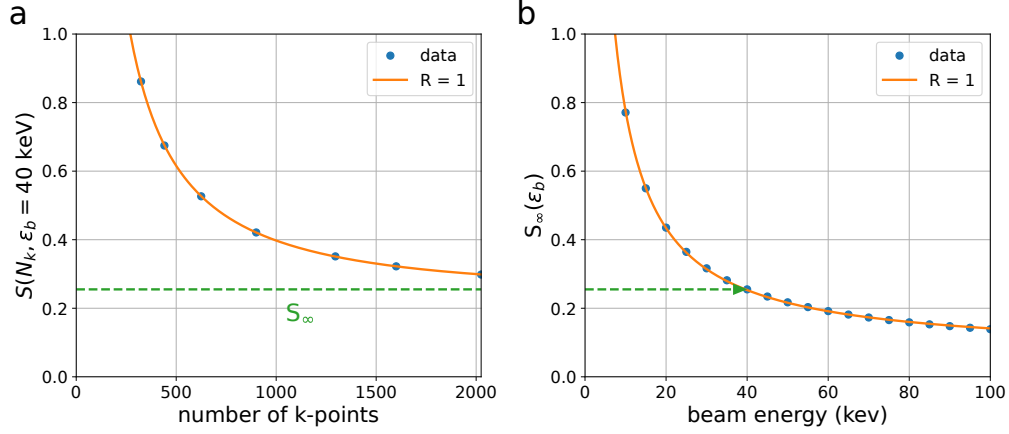 a
1.0
0.8
0.6
0.4
0.2
0.0
S(N_k, ε_b = 40 keV)
data
R = 1
S_∞
0
500
1000
1500
2000
number of k-points
b
1.0
0.8
0.6
0.4
0.2
0.0
S_∞(ε_b)
data
R = 1
0
20
40
60
80
100
beam energy (kev)